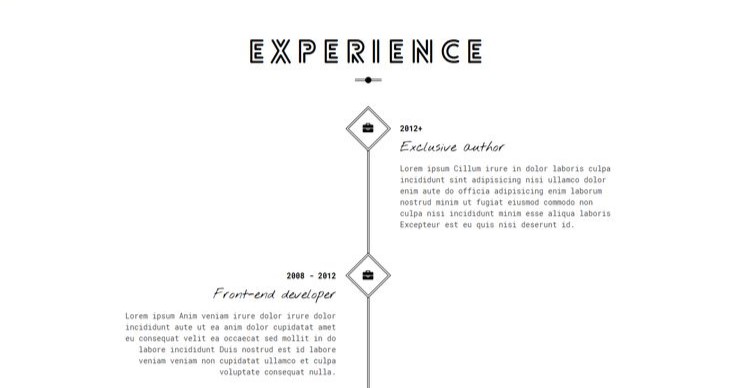 EXPERIENCE
2012+
Exclusive author
Lorem ipsum Cillum irure in dolor laboris culpa
incididunt sint adipisicing nisi ullamco dolor
enim aute do officia adipisicing enim laborum
nostrud minim ut fugiat eiusmod commodo non
culpa nisi incididunt minim esse aliqua laboris
Excepteur est eu quis nisi deserunt id.
2008 - 2012
Front-end developer
Lorem ipsum Anim veniam irure dolor irure dolor
incididunt aute ut ea anim dolor cupidatat amet
eu consequat velit ea occaecat sed mollit in do
labore incididunt Duis nostrud est id labore
veniam veniam non cupidatat ullamco et culpa
voluptate consequat nulla.